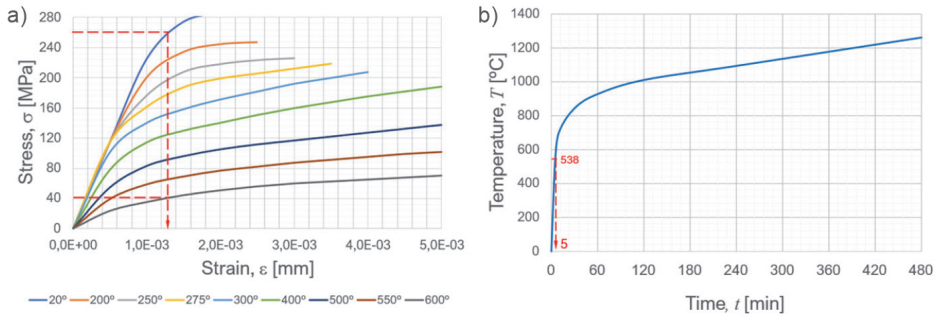 a)
Stress, σ [MPa]
280
240
200
160
120
80
40
0
0,0E+00 1,0E-03 2,0E-03 3,0E-03 4,0E-03 5,0E-03
Strain, ε [mm]
20º 200º 250º 275º 300º 400º 500º 550º 600º
b)
Temperature, T [ºC]
1400
1200
1000
800
600
400
200
0
538
5
0 60 120 180 240 300 360 420 480
Time, t [min]